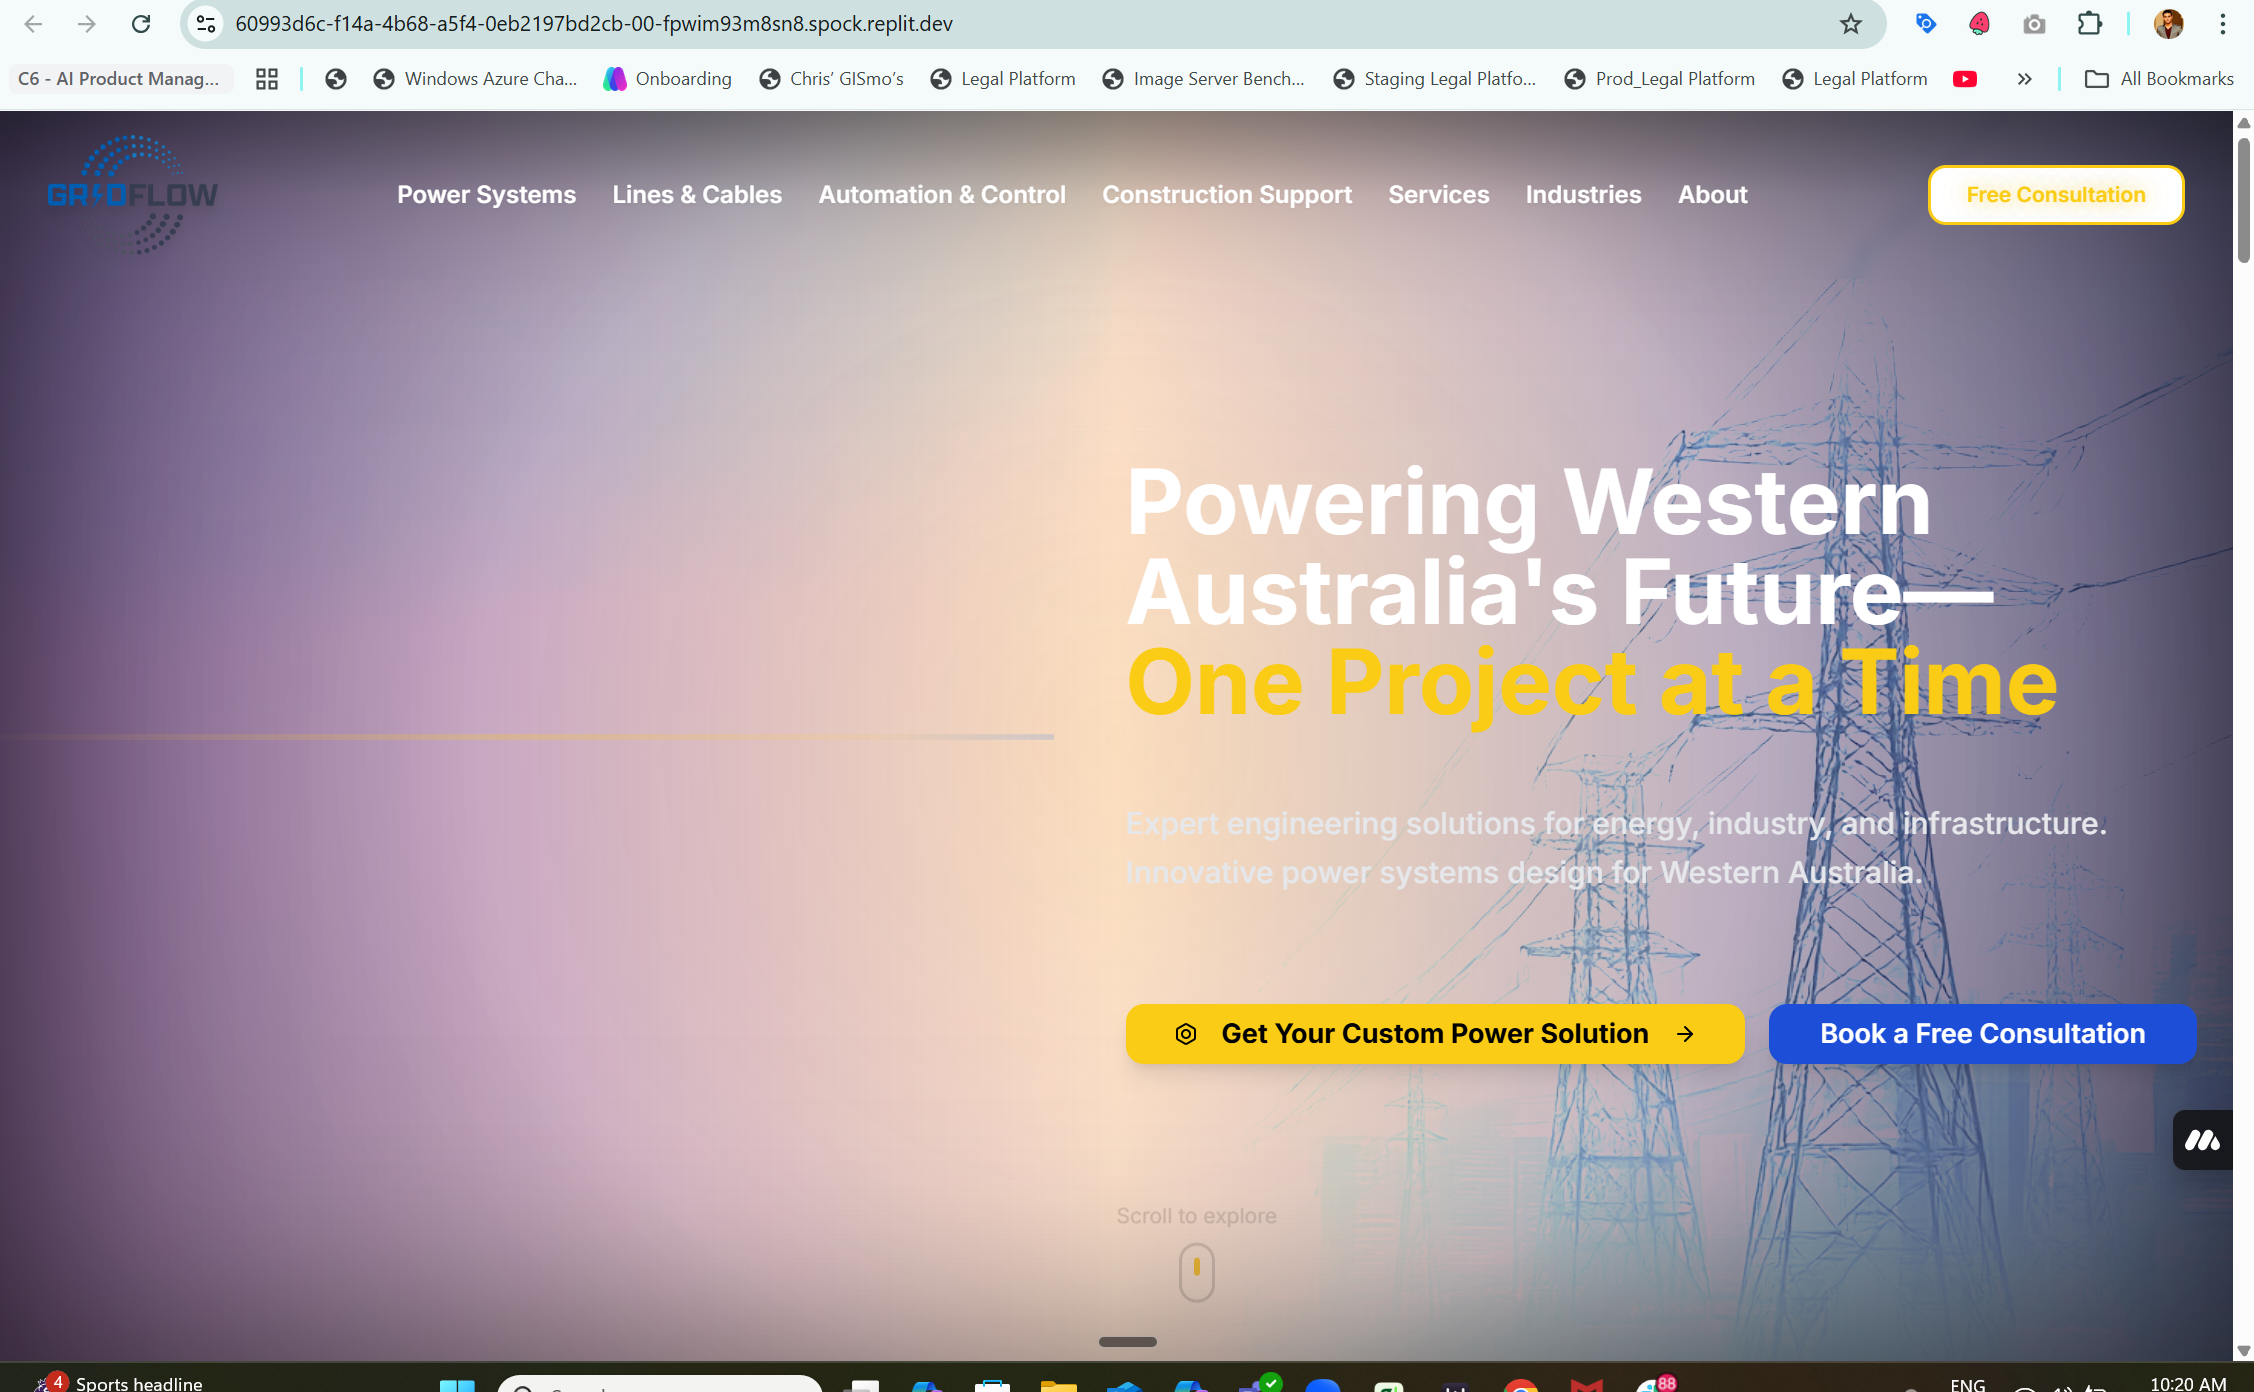 60993d6c-f14a-4b68-a5f4-0eb2197bd2cb-00-fpwim93m8sn8.spock.replit.dev
C6 - AI Product Manag... Windows Azure Cha... Onboarding Chris’ GISmo’s Legal Platform Image Server Bench... Staging Legal Platfo... Prod_Legal Platform Legal Platform All Bookmarks
GRIDFLOW
Power Systems Lines & Cables Automation & Control Construction Support Services Industries About Free Consultation
Powering Western
Australia's Future—
One Project at a Time
Expert engineering solutions for energy, industry, and infrastructure.
Innovative power systems design for Western Australia.
Get Your Custom Power Solution Book a Free Consultation
Scroll to explore
4 Sports headline 88 ENG 10:20 AM